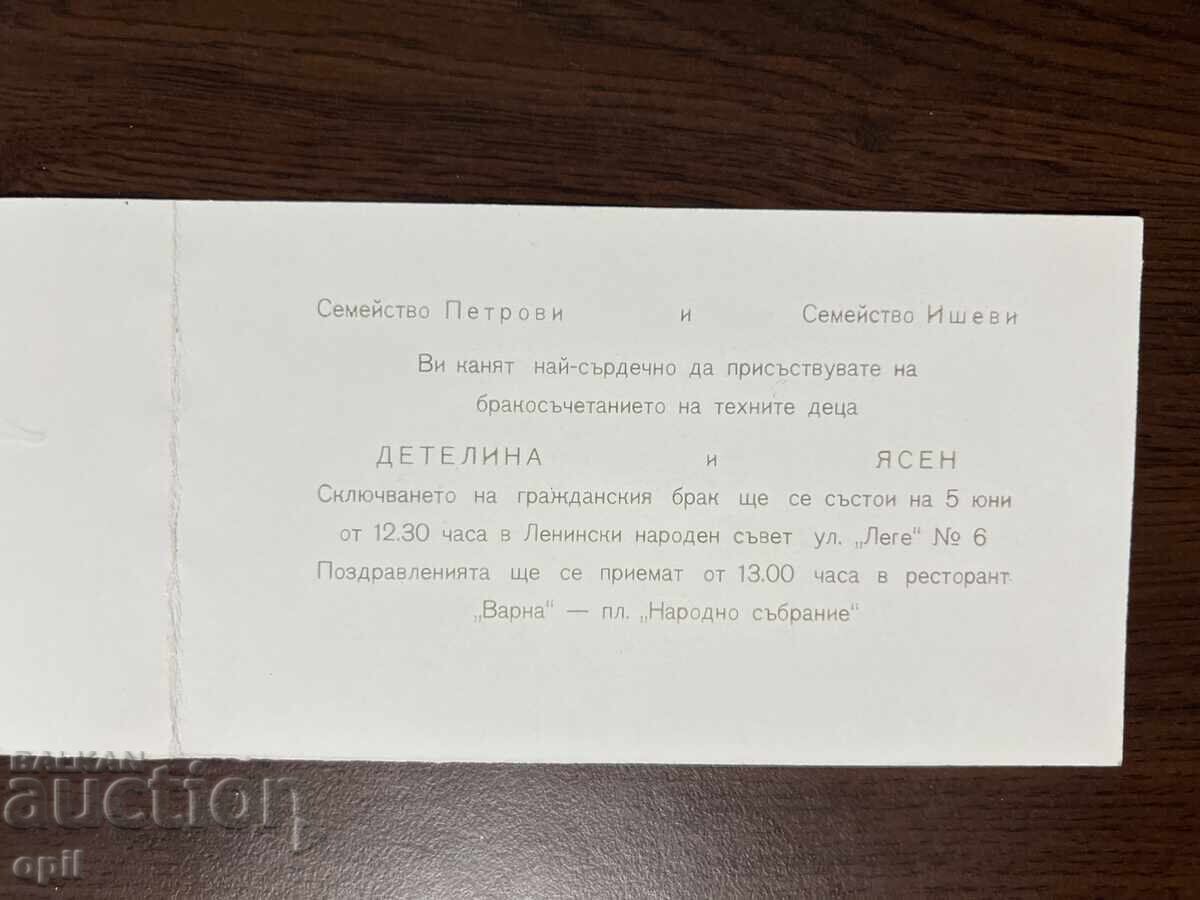 Семейство Петрови и Семейство Ишеви
Ви канят най-сърдечно да присъствувате на
бракосъчетанието на техните деца
ДЕТЕЛИНА и ЯСЕН
Сключването на гражданския брак ще се състои на 5 юни
от 12.30 часа в Ленински народен съвет ул. „Леге“ № 6
Поздравленията ще се приемат от 13.00 часа в ресторант
„Варна“ — пл. „Народно събрание“
BALKAN
auction
opil